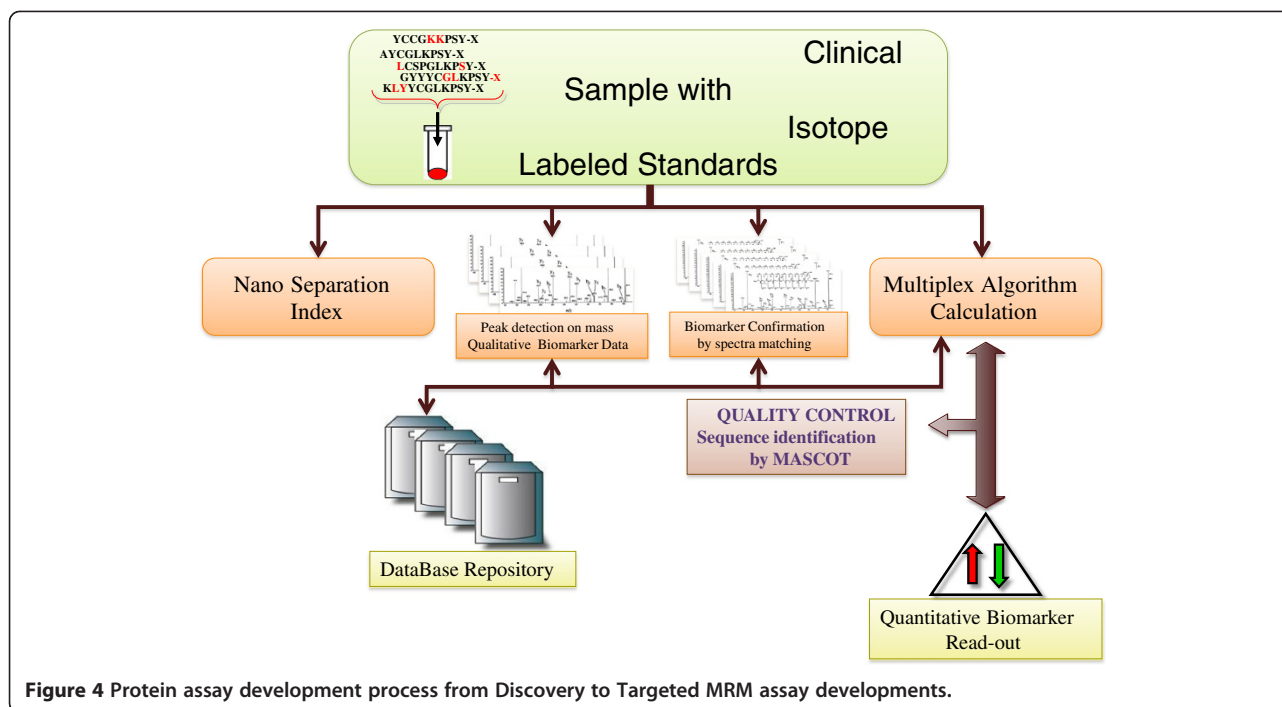 YCCGKKPSY-X
AYCGLKPSY-X
LCSPGLKPSY-X
GYYYCGLKPSY-X
KLYYCGLKPSY-X
Clinical
Sample with
Isotope
Labeled Standards
Nano Separation
Index
Peak detection on mass
Qualitative Biomarker Data
Biomarker Confirmation
by spectra matching
Multiplex Algorithm
Calculation
QUALITY CONTROL
Sequence identification
by MASCOT
DataBase Repository
Quantitative Biomarker
Read-out
Figure 4 Protein assay development process from Discovery to Targeted MRM assay developments.